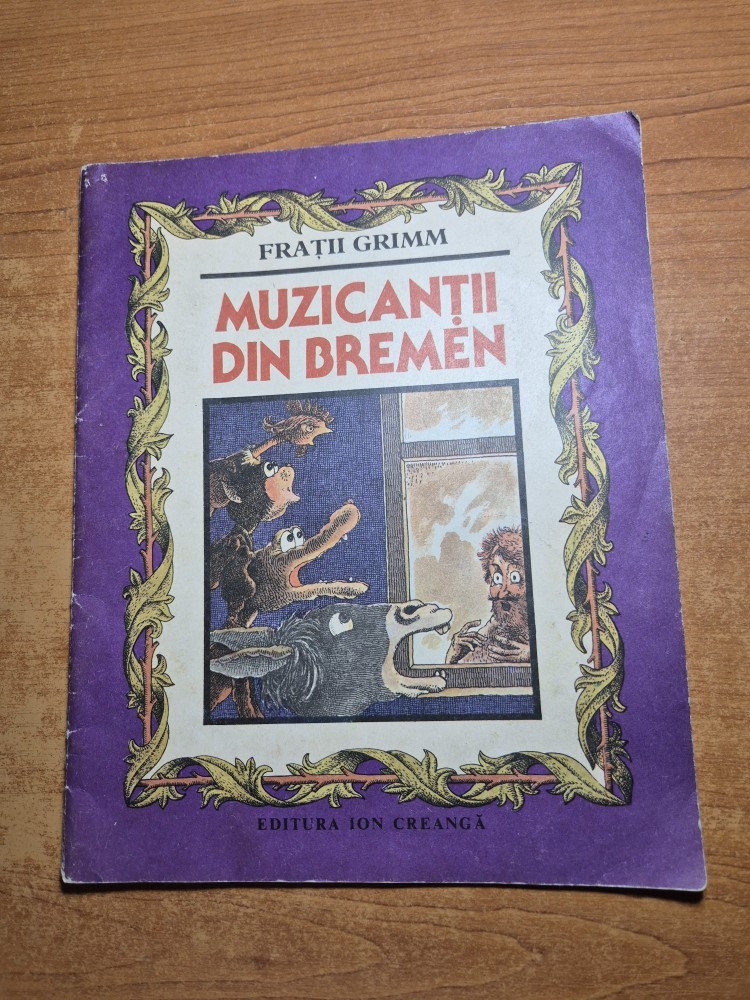 FRAȚII GRIMM
MUZICANȚII
DIN BREMEN
EDITURA ION CREANGĂ